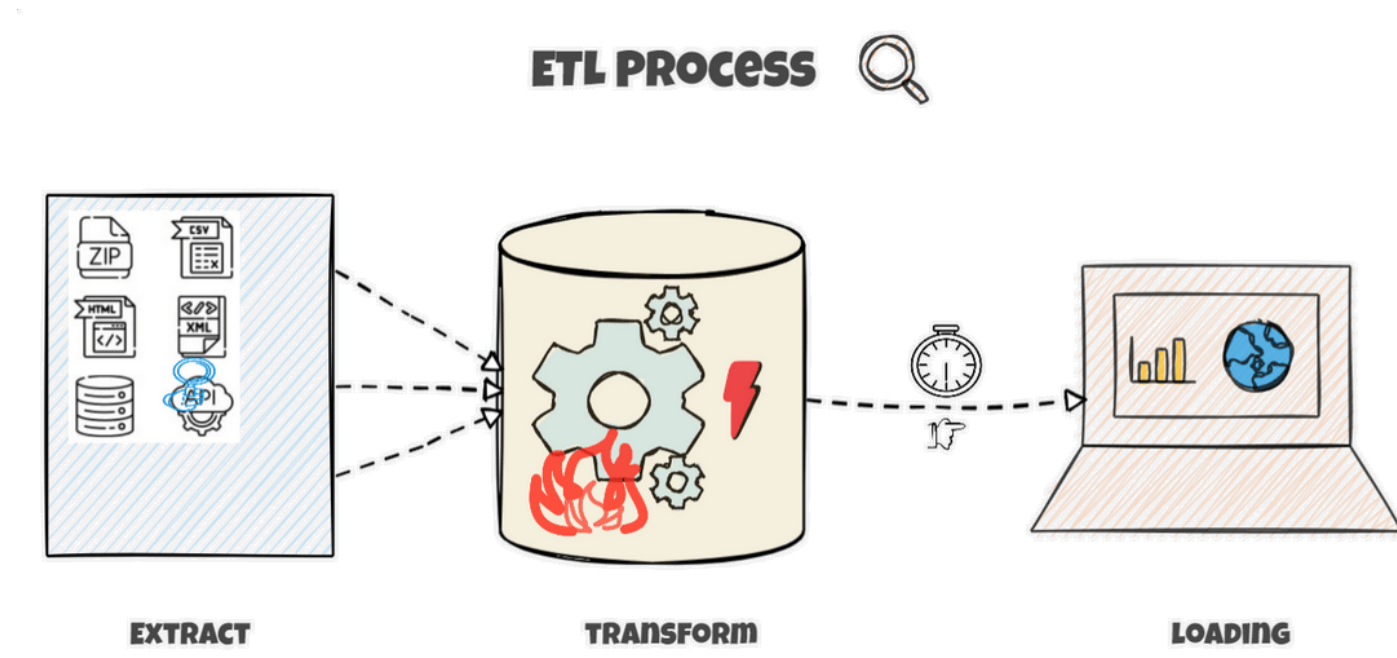 ETL PROCESS
ZIP
CSV
HTML
XML
API
EXTRACT
TRANSFORM
LOADING